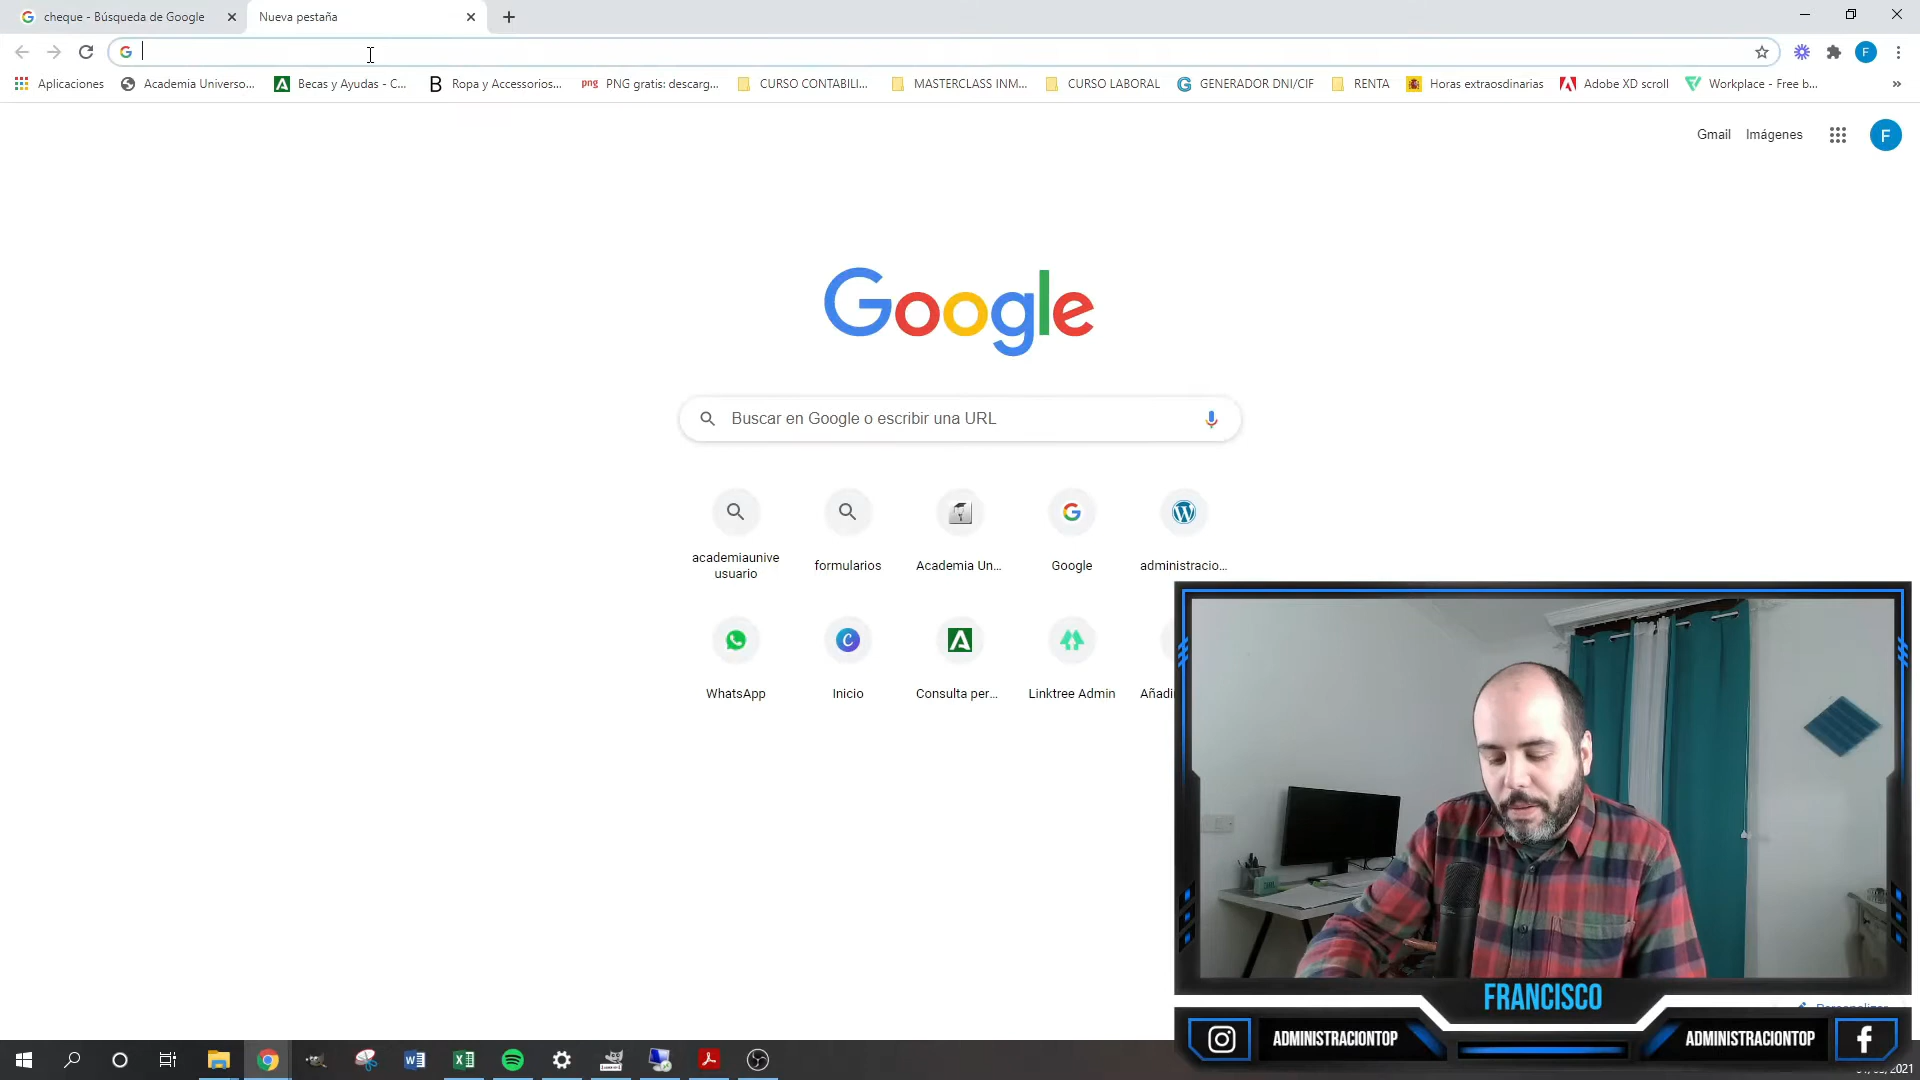 cheque - Búsqueda de Google
Nueva pestaña
Aplicaciones
Academia Universo...
Becas y Ayudas - C...
B Ropa y Accessorios...
png PNG gratis: descarg...
CURSO CONTABILI...
MASTERCLASS INM...
CURSO LABORAL
GENERADOR DNI/CIF
RENTA
Horas extraosdinarias
Adobe XD scroll
Workplace - Free b...
»
Gmail
Imágenes
F
F
Google
Buscar en Google o escribir una URL
academiaunive usuario
formularios
Academia Un...
Google
administracio...
WhatsApp
Inicio
Consulta per...
Linktree Admin
FRANCISCO
ADMINISTRACIONTOP
ADMINISTRACIONTOP